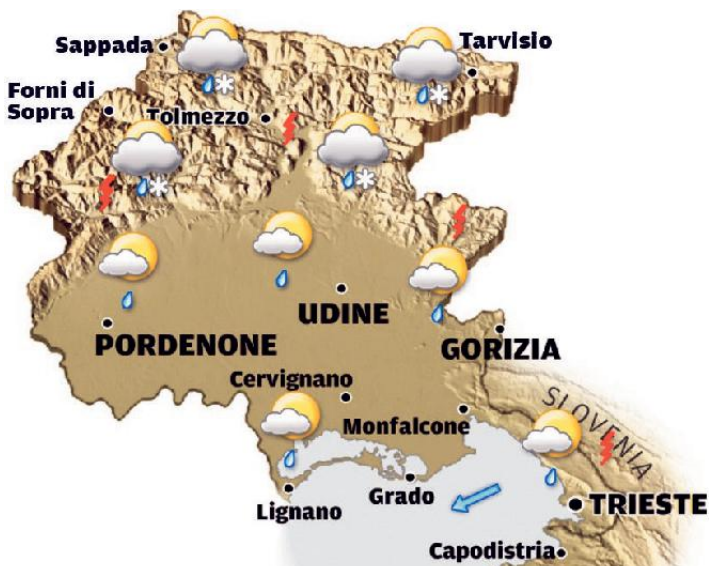 Sappada
Tarvisio
Forni di
Sopra
Tolmezzo
UDINE
PORDENONE
GORIZIA
Cervignano
SLOVENIA
Monfalcone
Grado
Lignano
TRIESTE
Capodistria